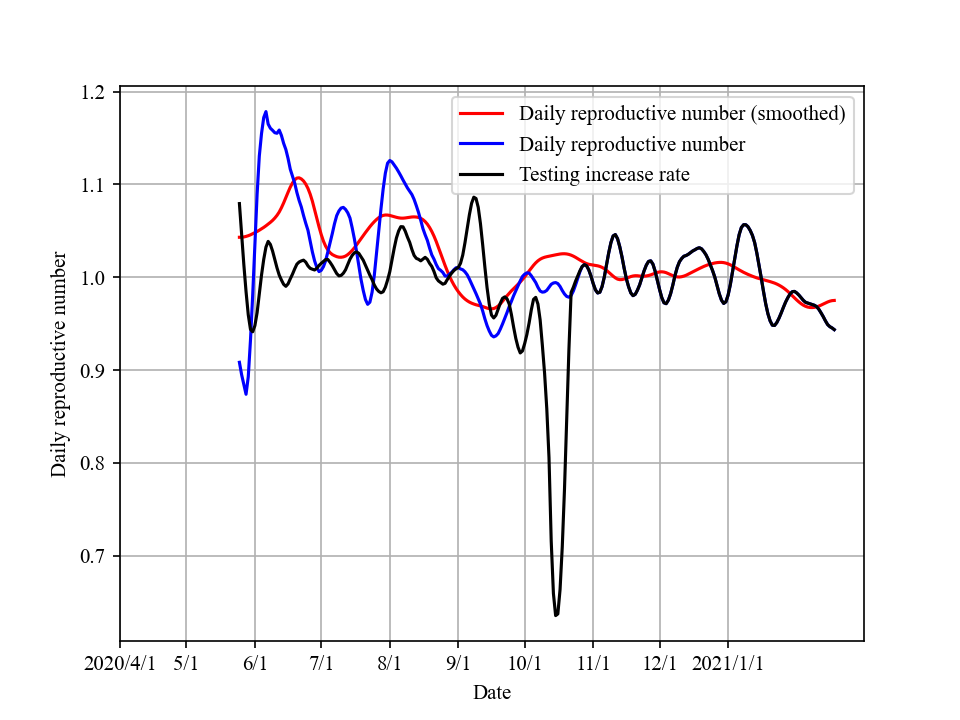 Daily reproductive number (smoothed)
Daily reproductive number
Testing increase rate
Daily reproductive number
1.2
1.1
1.0
0.9
0.8
0.7
2020/4/1 5/1 6/1 7/1 8/1 9/1 10/1 11/1 12/1 2021/1/1
Date